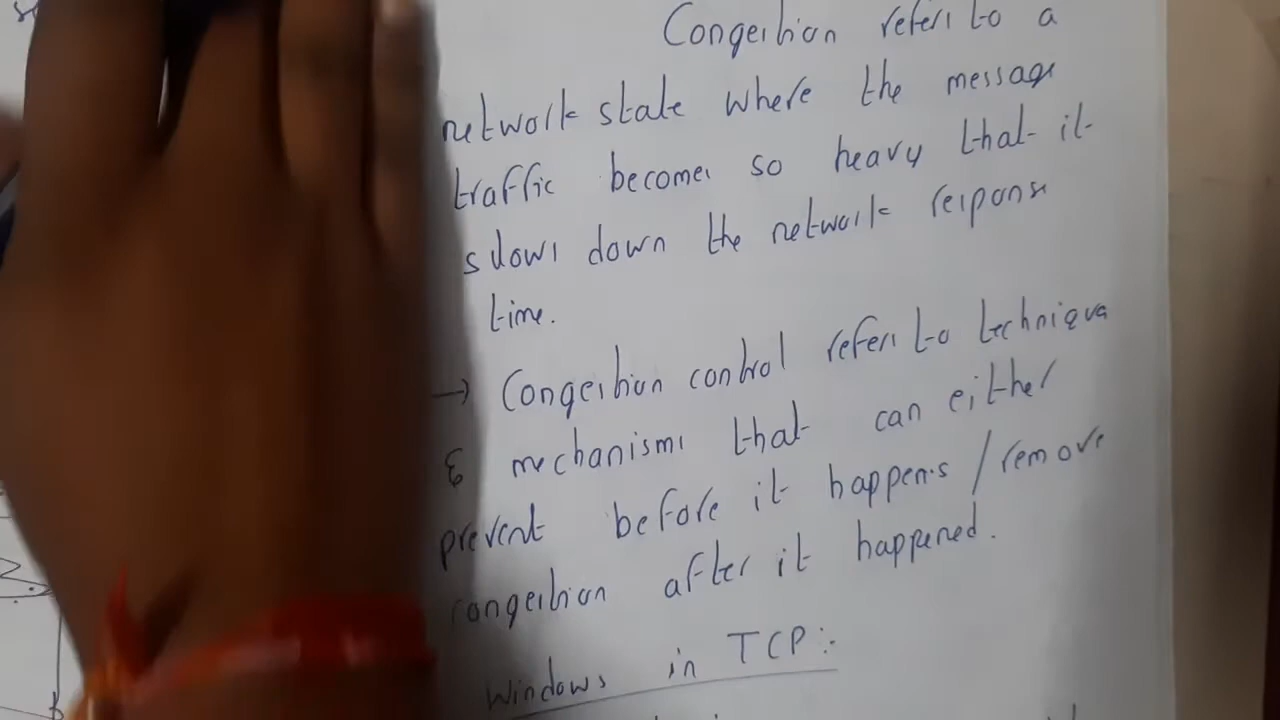 Congestion refers to a
network state where the message
traffic becomes so heavy that it
slows down the network response
time.
→ Congestion control refers to technique
& mechanisms that can either
prevent before it happens / remove
congestion after it happened.
Windows in TCP :-